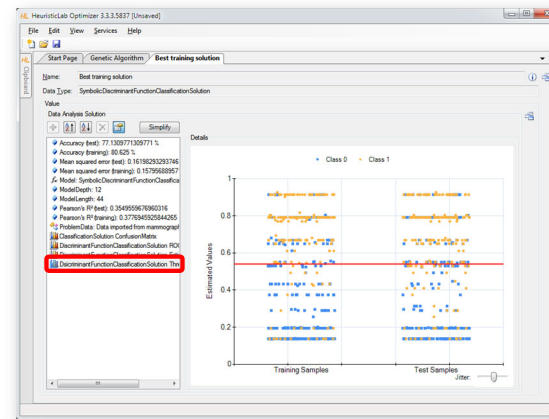 HL HeuristicLab Optimizer 3.3.3.5837 [Unsaved]
File Edit View Services Help
HL Clipboard
Start Page Genetic Algorithm Best training solution
Name: Best training solution
Data Type: SymbolicDiscriminantFunctionClassificationSolution
Value
Data Analysis Solution
Simplify
Accuracy (test): 77.1309771309771 %
Accuracy (training): 80.625 %
Mean squared error (test): 0.16198293293746
Mean squared error (training): 0.15795688957
Model: SymbolicDiscriminantFunctionClassifica
ModelDepth: 12
ModelLength: 44
Pearson's R² (test): 0.3549559676960316
Pearson's R² (training): 0.3776945925844265
ProblemData: Data imported from mammograph
ClassificationSolution ConfusionMatrix:
DiscriminantFunctionClassificationSolution ROC
DiscriminantFunctionClassificationSolution Thre
Details
Class 0 Class 1
Estimated Values
1
0.8
0.6
0.4
0.2
0
Training Samples Test Samples
Jitter: